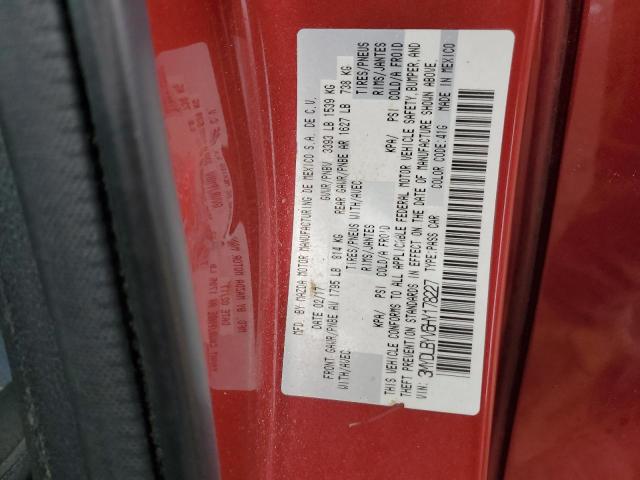 MFD. BY MAZDA MOTOR MANUFACTURING DE MEXICO S.A. DE C.V.
DATE 02/17 GVWR/PNBV 3393 LB 1539 KG
FRONT GAWR/PNBE AV 1795 LB 814 KG REAR GAWR/PNBE AR 1627 LB 738 KG
WITH/AVEC TIRES/PNEUS WITH/AVEC TIRES/PNEUS
RIMS/JANTES RIMS/JANTES
KPA/ PSI COLD/A FROID KPA/ PSI COLD/A FROID
THIS VEHICLE CONFORMS TO ALL APPLICABLE FEDERAL MOTOR VEHICLE SAFETY, BUMPER, AND
THEFT PREVENTION STANDARDS IN EFFECT ON THE DATE OF MANUFACTURE SHOWN ABOVE.
VIN: 3MYDLBYV6HY178227 TYPE:PASS CAR COLOR CODE:41G MADE IN MEXICO